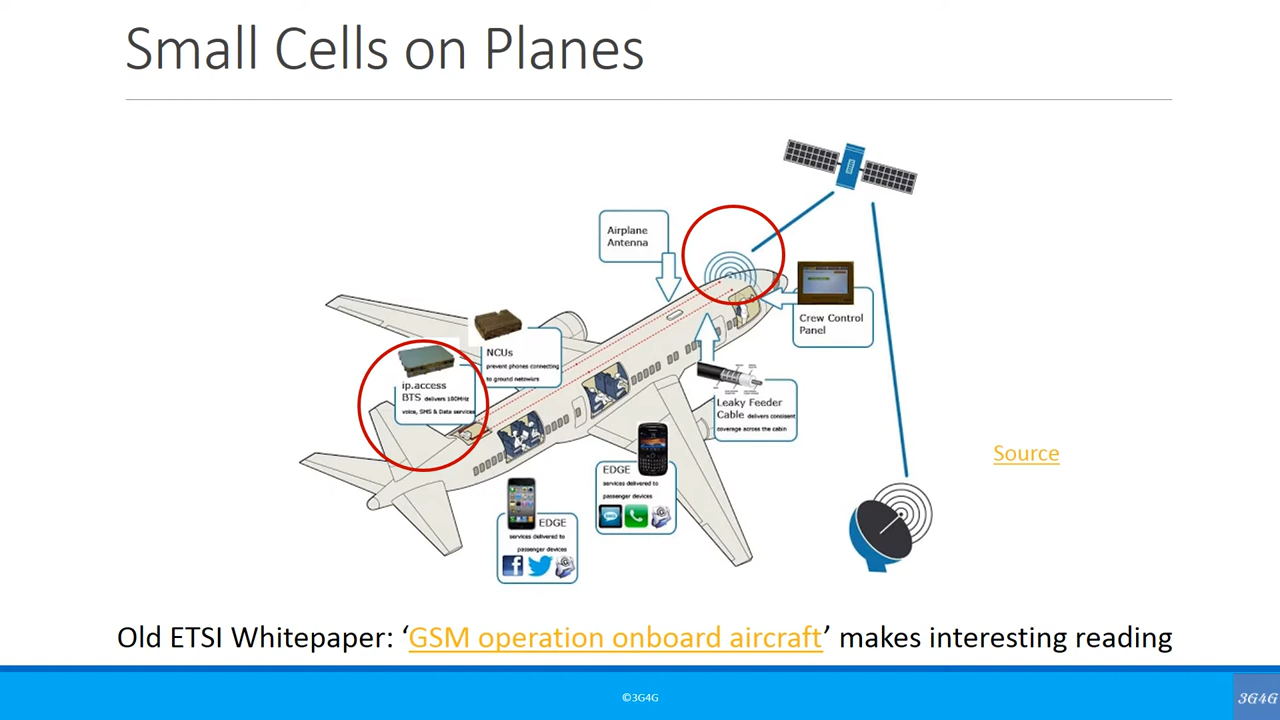 Small Cells on Planes
Airplane
Antenna
Crew Control
Panel
NCUs
prevent phones connecting
to ground networks
ip.access
BTS delivers 180MHz
voice, SMS & Data services
Leaky Feeder
Cable delivers consistent
coverage across the cabin
EDGE
services delivered to
passenger devices
EDGE
services delivered to
passenger devices
Source
Old ETSI Whitepaper: ‘GSM operation onboard aircraft’ makes interesting reading
©3G4G
3G4G